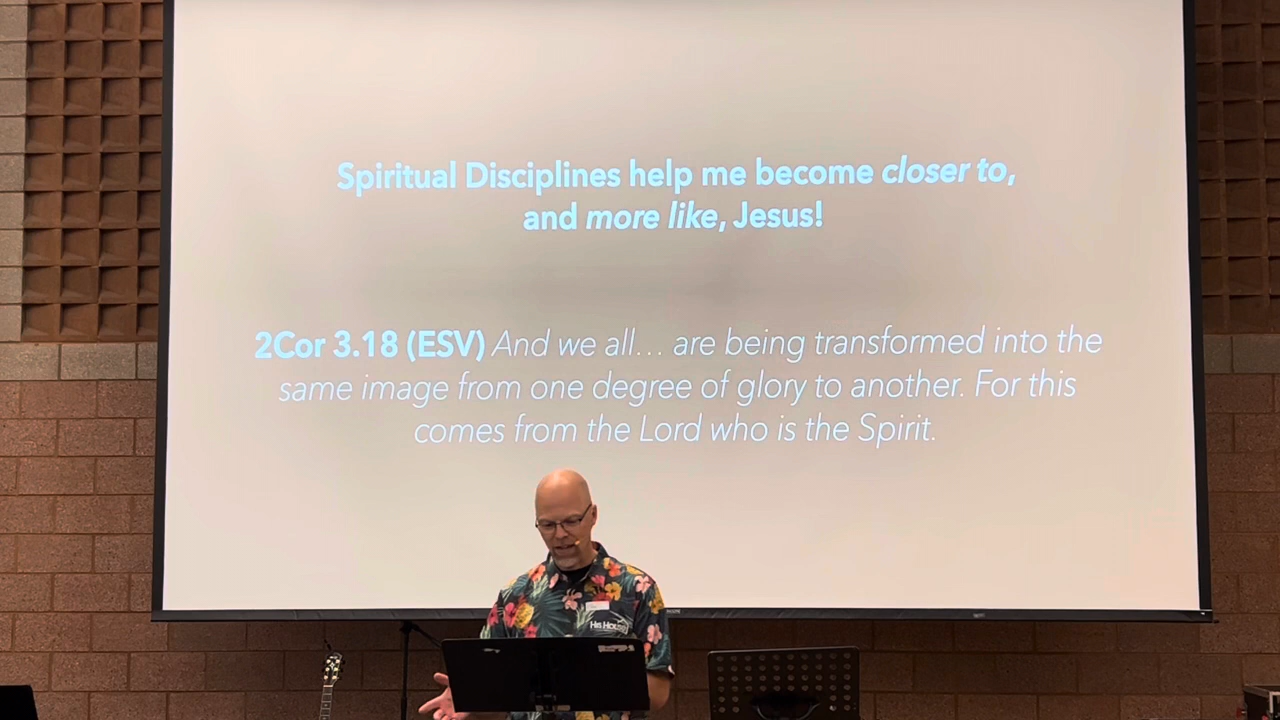 Spiritual Disciplines help me become closer to,
and more like, Jesus!
2Cor 3.18 (ESV) And we all... are being transformed into the
same image from one degree of glory to another. For this
comes from the Lord who is the Spirit.